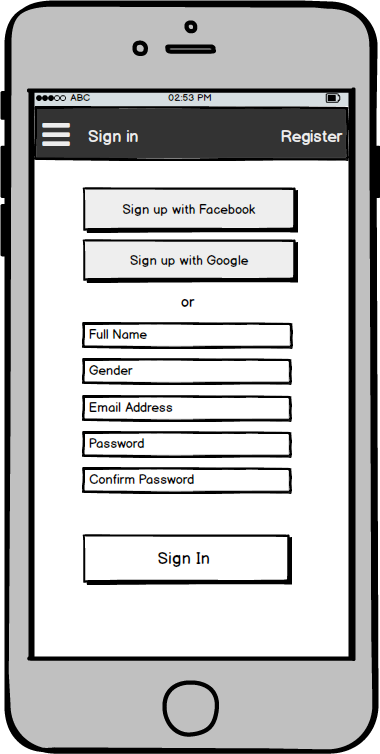 ABC 02:53 PM
Sign in Register
Sign up with Facebook
Sign up with Google
or
Full Name
Gender
Email Address
Password
Confirm Password
Sign In